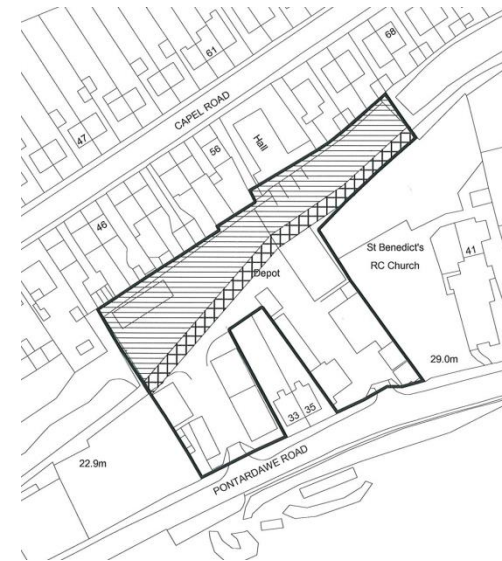 61
68
CAPEL ROAD
47
56
Hall
46
St Benedict's
RC Church
41
Depot
29.0m
33
35
22.9m
PONTARDAWE ROAD